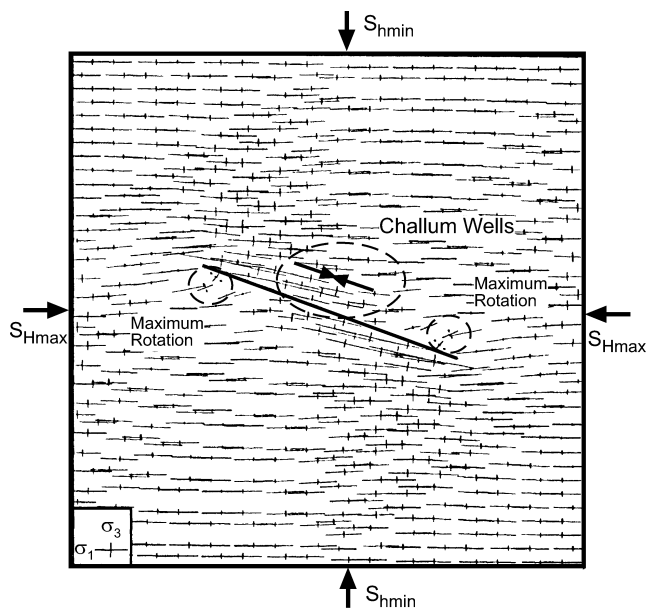 Shmin
Challum Wells
Maximum
Rotation
SHmax
Maximum
Rotation
SHmax
σ3
σ1
Shmin